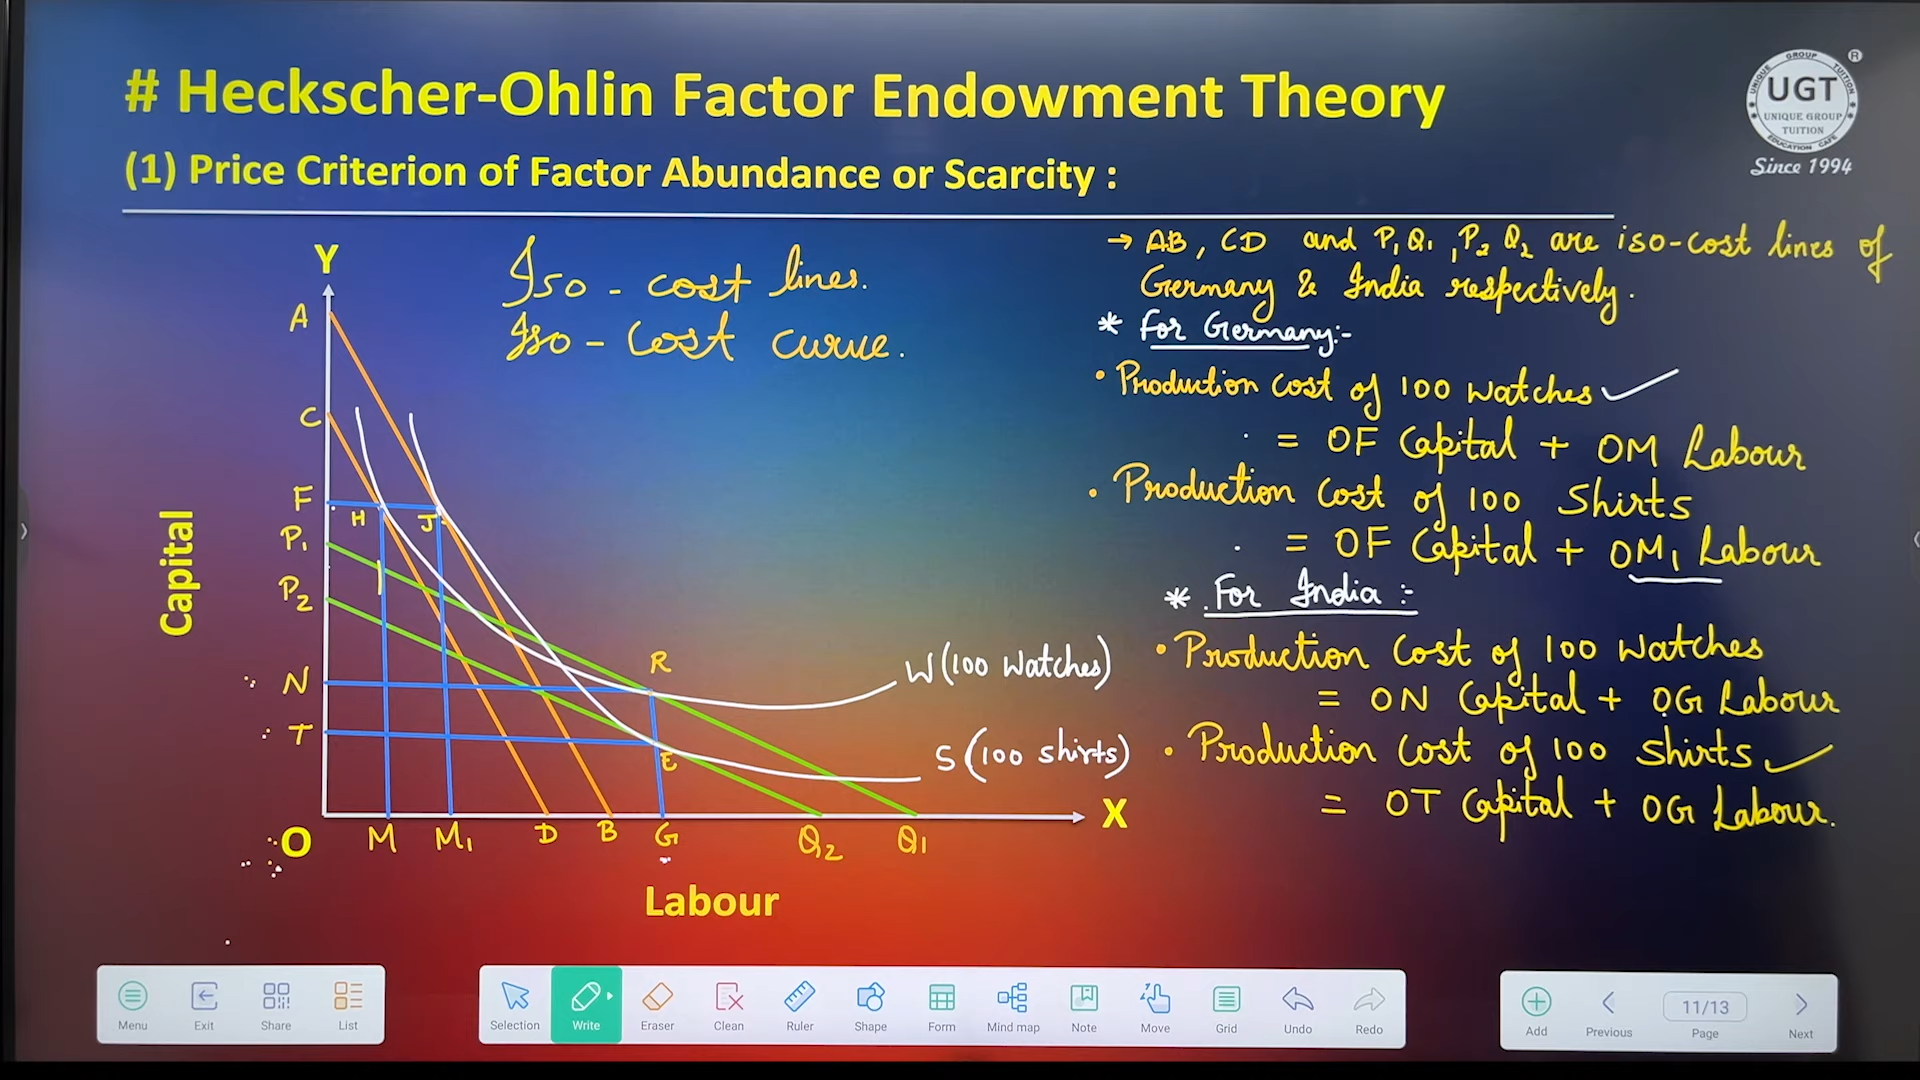 # Heckscher-Ohlin Factor Endowment Theory
(1) Price Criterion of Factor Abundance or Scarcity :
GROUP
UNIQUE
TUITION
UGT
UNIQUE GROUP
TUITION
EDUCATION CAFE
®
Since 1994
Iso - cost lines.
Iso - cost curve.
→ AB, CD and P1Q1, P2Q2 are iso-cost lines of
Germany & India respectively.
* For Germany:-
• Production cost of 100 watches ✓
= OF Capital + OM Labour
• Production cost of 100 Shirts
= OF Capital + OM1 Labour
* For India :-
• Production cost of 100 watches
= ON Capital + OG Labour
• Production cost of 100 shirts ✓
= OT Capital + OG Labour.
Y
A
C
F
H
J
P1
P2
N
T
R
E
W (100 watches)
S (100 shirts)
O
M
M1
D
B
G
Q2
Q1
X
Capital
Labour
Menu
Exit
Share
List
Selection
Write
Eraser
Clean
Ruler
Shape
Form
Mind map
Note
Move
Grid
Undo
Redo
Add
Previous
11/13
Page
Next